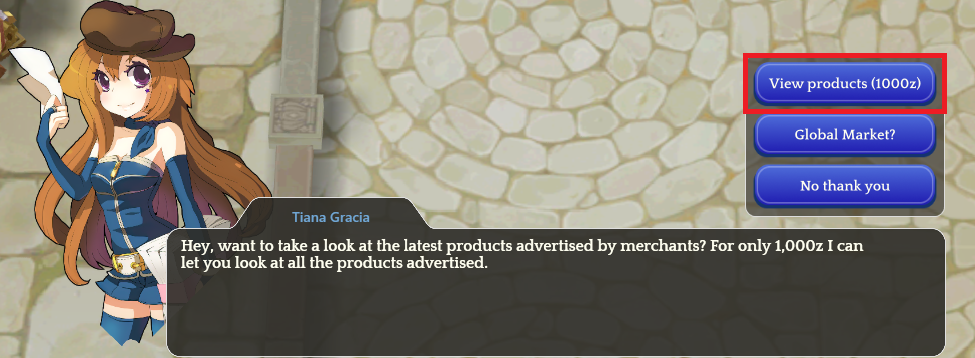 View products (1000z)
Global Market?
No thank you
Tiana Gracia
Hey, want to take a look at the latest products advertised by merchants? For only 1,000z I can
let you look at all the products advertised.